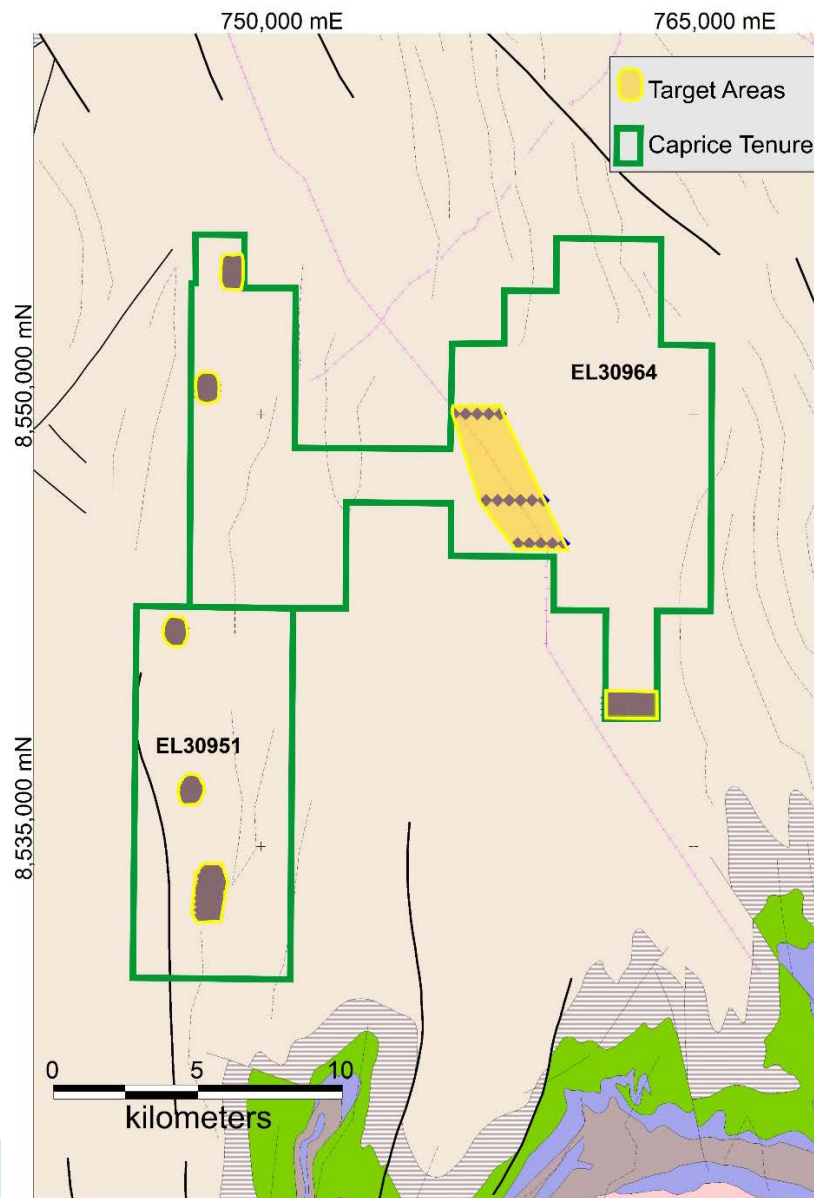 750,000 mE
765,000 mE
Target Areas
Caprice Tenure
EL30964
8,550,000 mN
EL30951
8,535,000 mN
0 5 10
kilometers